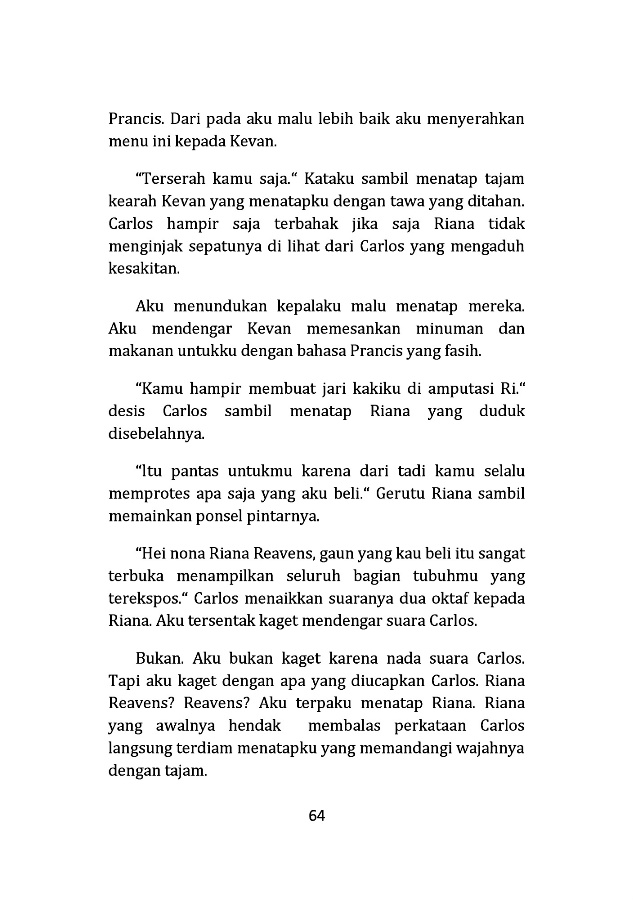 Prancis. Dari pada aku malu lebih baik aku menyerahkan
menu ini kepada Kevan.
“Terserah kamu saja.“ Kataku sambil menatap tajam
kearah Kevan yang menatapku dengan tawa yang ditahan.
Carlos hampir saja terbahak jika saja Riana tidak
menginjak sepatunya di lihat dari Carlos yang mengaduh
kesakitan.
Aku menundukan kepalaku malu menatap mereka.
Aku mendengar Kevan memesankan minuman dan
makanan untukku dengan bahasa Prancis yang fasih.
“Kamu hampir membuat jari kakiku di amputasi Ri.“
desis Carlos sambil menatap Riana yang duduk
disebelahnya.
“Itu pantas untukmu karena dari tadi kamu selalu
memprotes apa saja yang aku beli.“ Gerutu Riana sambil
memainkan ponsel pintarnya.
“Hei nona Riana Reavens, gaun yang kau beli itu sangat
terbuka menampilkan seluruh bagian tubuhmu yang
terekspos.“ Carlos menaikkan suaranya dua oktaf kepada
Riana. Aku tersentak kaget mendengar suara Carlos.
Bukan. Aku bukan kaget karena nada suara Carlos.
Tapi aku kaget dengan apa yang diucapkan Carlos. Riana
Reavens? Reavens? Aku terpaku menatap Riana. Riana
yang awalnya hendak membalas perkataan Carlos
langsung terdiam menatapku yang memandangi wajahnya
dengan tajam.
64